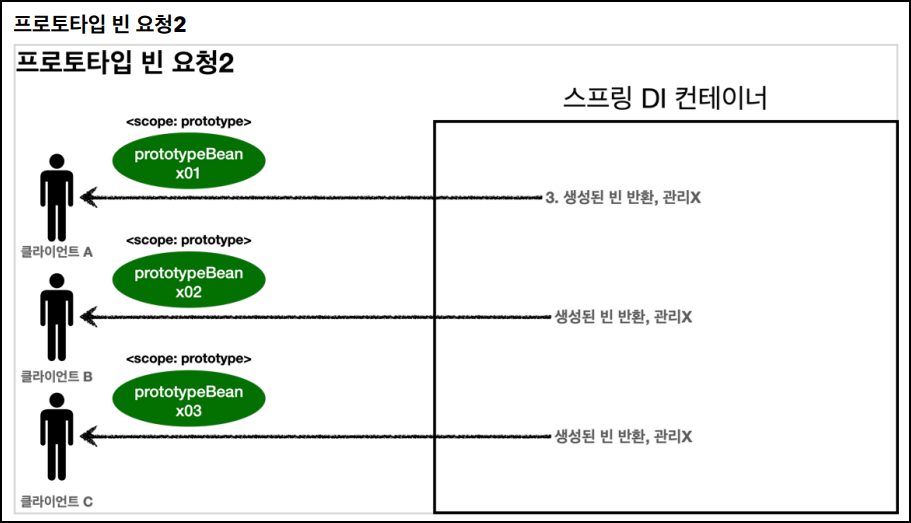 프로토타입 빈 요청2
프로토타입 빈 요청2
스프링 DI 컨테이너
<scope: prototype>
prototypeBean
x01
3. 생성된 빈 반환, 관리X
클라이언트 A
<scope: prototype>
prototypeBean
x02
생성된 빈 반환, 관리X
클라이언트 B
<scope: prototype>
prototypeBean
x03
생성된 빈 반환, 관리X
클라이언트 C